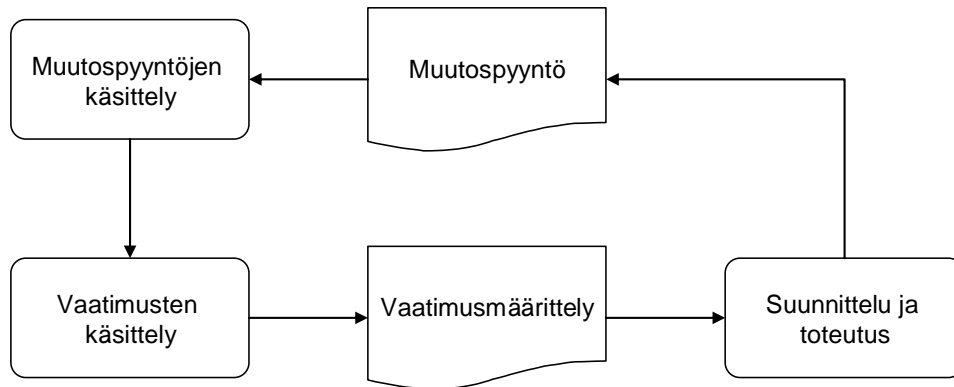 Muutospyyntöjen
käsittely
Muutospyyntö
Vaatimusten
käsittely
Vaatimusmäärittely
Suunnittelu ja
toteutus